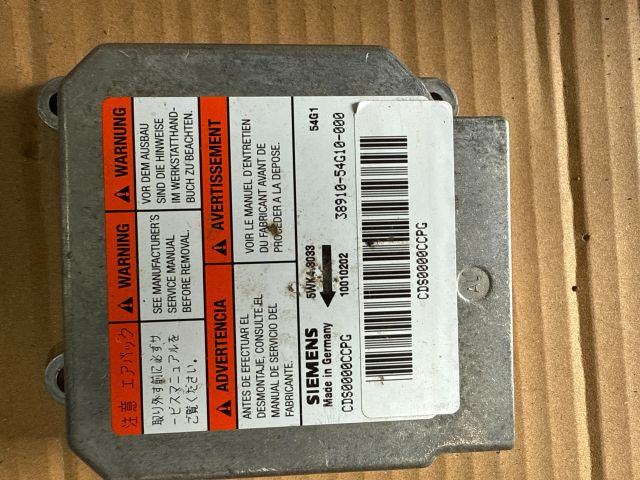 注意 エアバック
取り外す前に必ずサ
ービスマニュアルを
ご覧ください。
WARNING
SEE MANUFACTURER'S
SERVICE MANUAL
BEFORE REMOVAL.
WARNUNG
VOR DEM AUSBAU
SIND DIE HINWEISE
IM WERKSTATTHAND-
BUCH ZU BEACHTEN.
ADVERTENCIA
ANTES DE EFECTUAR EL
DESMONTAJE, CONSULTE EL
MANUAL DE SERVICIO DEL
FABRICANTE.
AVERTISSEMENT
VOIR LE MANUEL D'ENTRETIEN
DU FABRICANT AVANT DE
PROCÉDER A LA DEPOSE.
SIEMENS
Made in Germany
CDS0000CCPG
5WK4 3033
10010202
54G1
38910-54G10-000
CDS0000CCPG